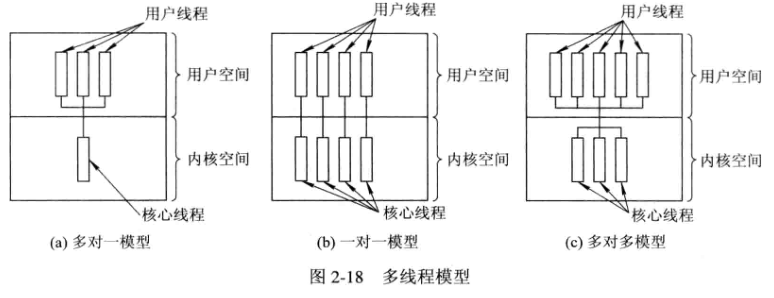 用户线程
用户空间
内核空间
核心线程
(a) 多对一模型
用户线程
用户空间
内核空间
核心线程
(b) 一对一模型
用户线程
用户空间
内核空间
核心线程
(c) 多对多模型
图 2-18 多线程模型